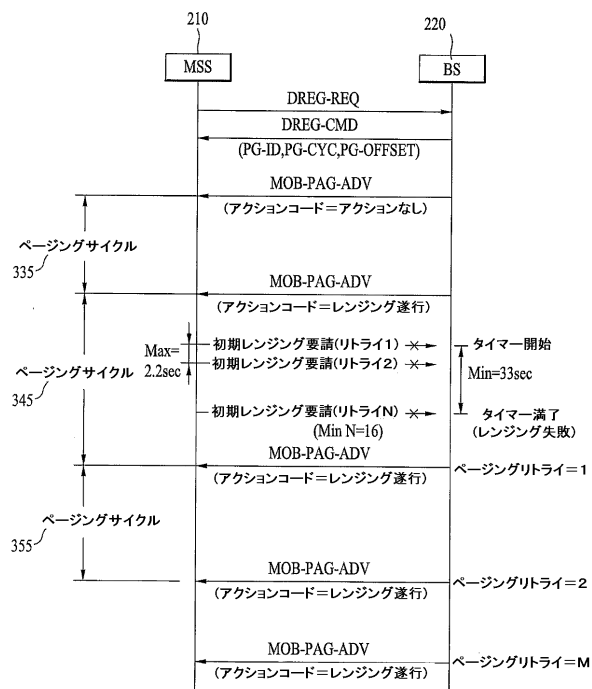 210
220
MSS
BS
DREG-REQ
DREG-CMD
(PG-ID,PG-CYC,PG-OFFSET)
MOB-PAG-ADV
(アクションコード=アクションなし)
ページングサイクル
335
MOB-PAG-ADV
(アクションコード=レンジング遂行)
初期レンジング要請(リトライ1)
タイマー開始
Max=
2.2sec
初期レンジング要請(リトライ2)
Min=33sec
ページングサイクル
345
初期レンジング要請(リトライN)
タイマー満了
(Min N=16)
(レンジング失敗)
MOB-PAG-ADV
ページングリトライ=1
(アクションコード=レンジング遂行)
ページングサイクル
355
MOB-PAG-ADV
ページングリトライ=2
(アクションコード=レンジング遂行)
MOB-PAG-ADV
ページングリトライ=M
(アクションコード=レンジング遂行)